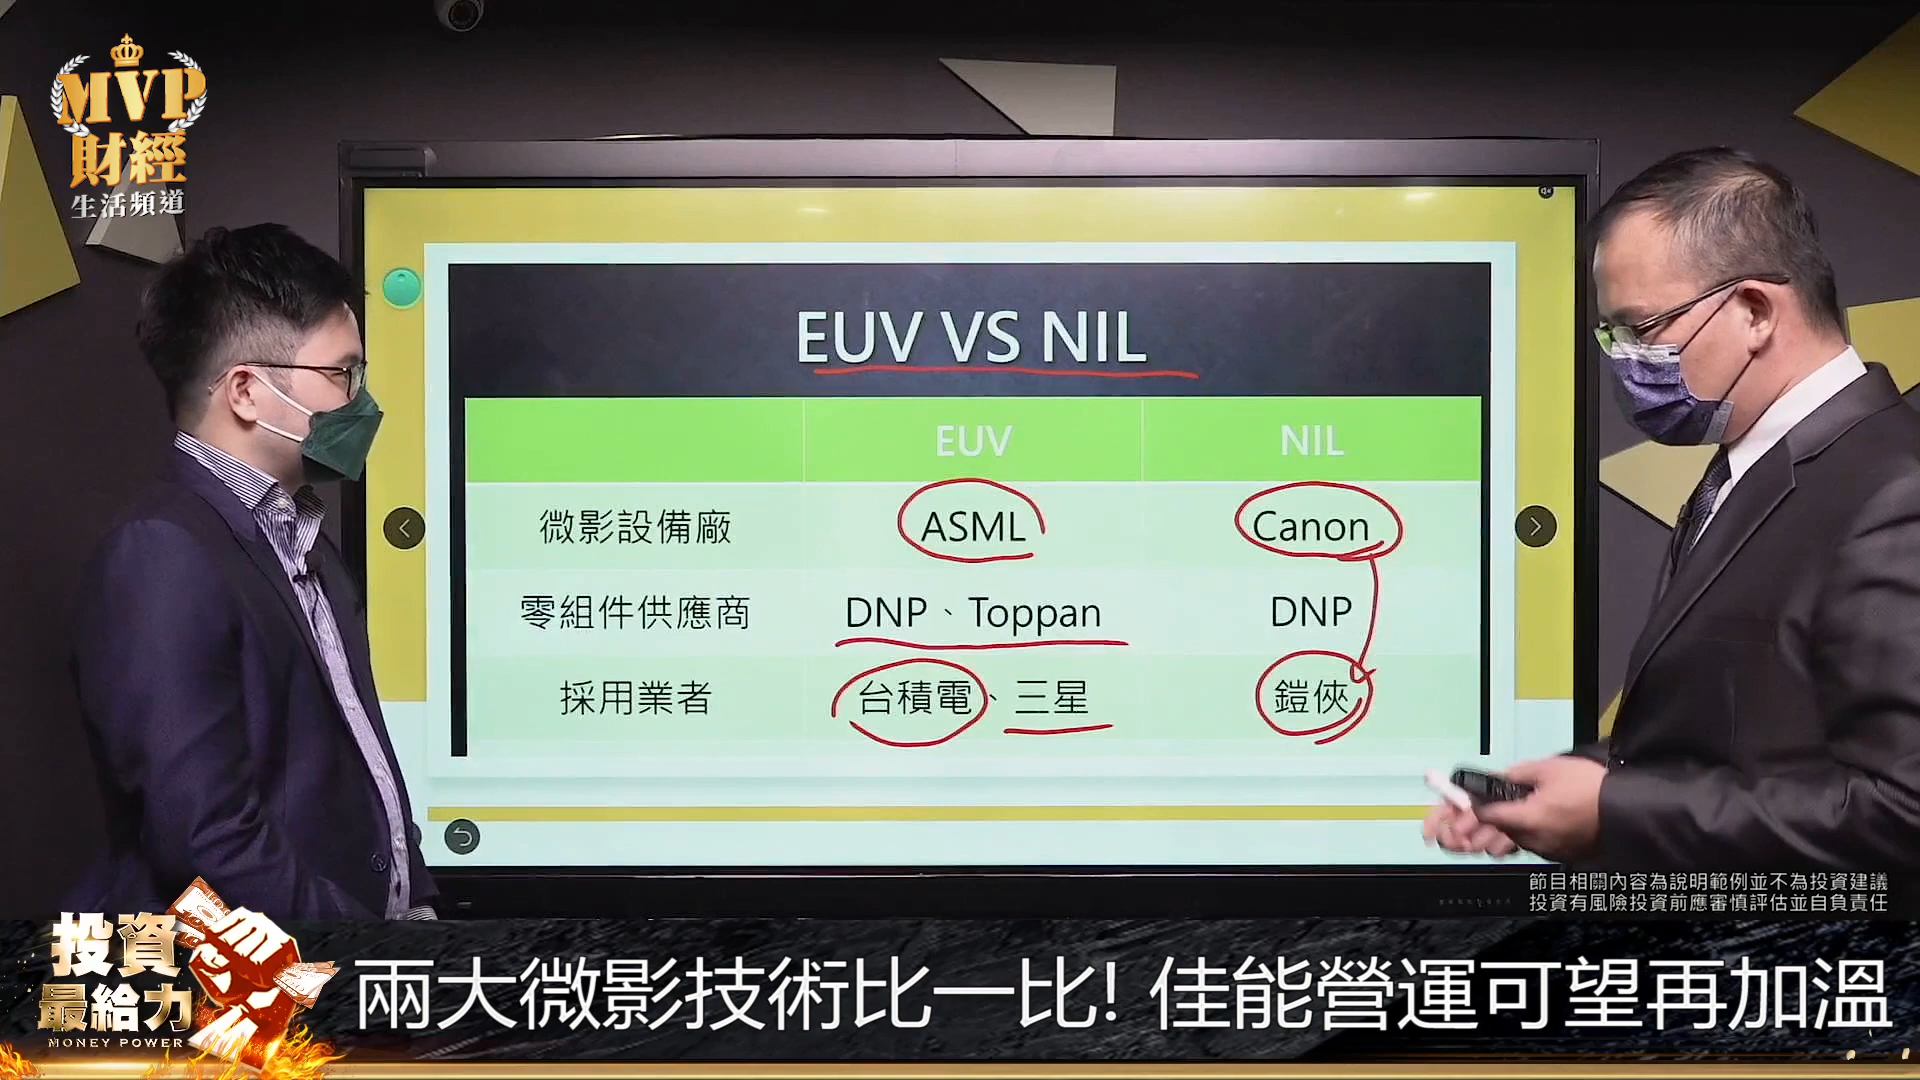 MVP
財經
生活頻道
EUV VS NIL
EUV NIL
微影設備廠 ASML Canon
零組件供應商 DNP、Toppan DNP
採用業者 台積電、三星 鎧俠
節目相關內容為說明範例並不為投資建議
投資有風險投資前應審慎評估並自負責任
投資
最給力
MONEY POWER
兩大微影技術比一比! 佳能營運可望再加溫